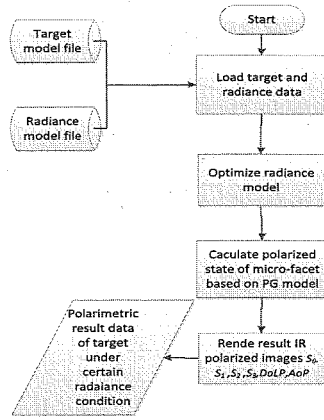 Start
Target
model file
Radiance
model file
Load target and
radiance data
Optimize radiance
model
Caculate polarized
state of micro-facet
based on PG model
Rende result IR
polarized images S₀,
S₁,S₂,S₃,DoLP,AoP
Polarimetric
result data
of target
under
certain
radaiance
condition